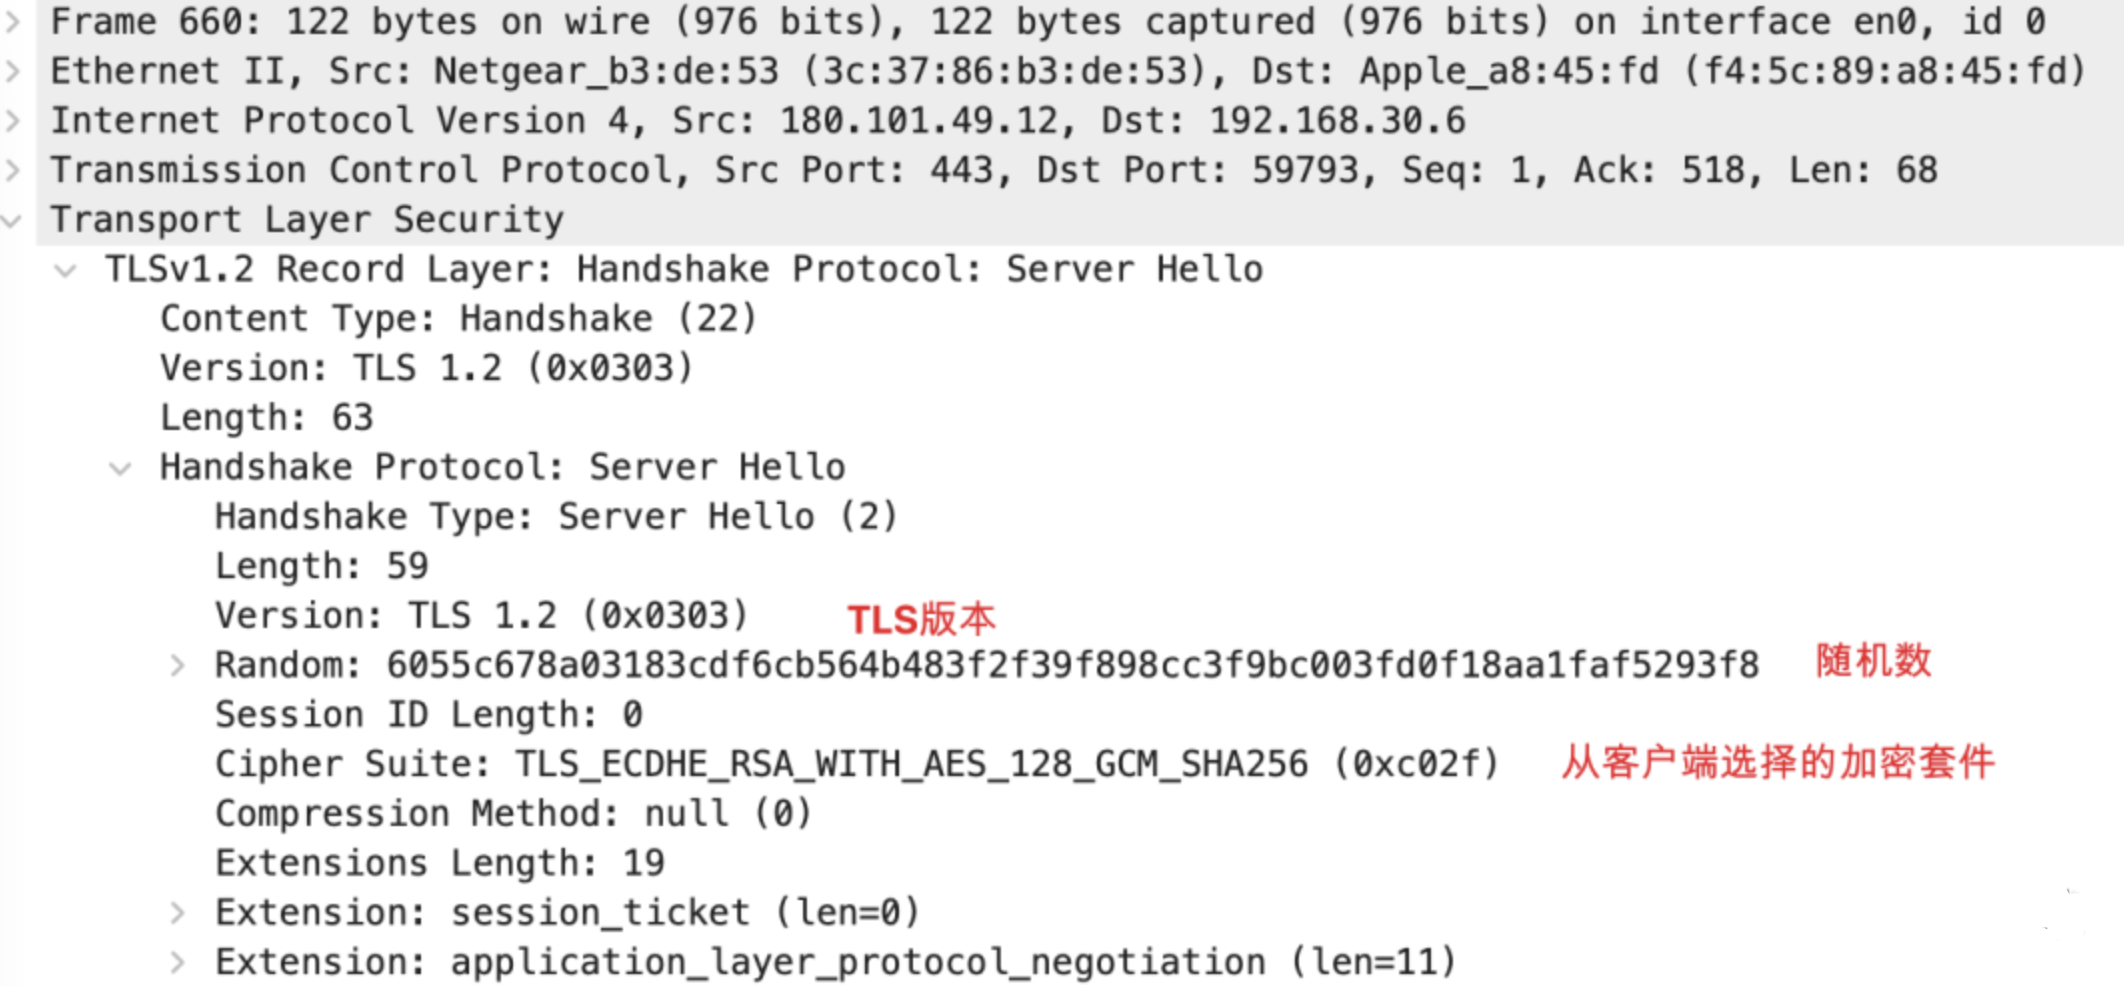 Frame 660: 122 bytes on wire (976 bits), 122 bytes captured (976 bits) on interface en0, id 0
Ethernet II, Src: Netgear_b3:de:53 (3c:37:86:b3:de:53), Dst: Apple_a8:45:fd (f4:5c:89:a8:45:fd)
Internet Protocol Version 4, Src: 180.101.49.12, Dst: 192.168.30.6
Transmission Control Protocol, Src Port: 443, Dst Port: 59793, Seq: 1, Ack: 518, Len: 68
Transport Layer Security
TLSv1.2 Record Layer: Handshake Protocol: Server Hello
Content Type: Handshake (22)
Version: TLS 1.2 (0x0303)
Length: 63
Handshake Protocol: Server Hello
Handshake Type: Server Hello (2)
Length: 59
Version: TLS 1.2 (0x0303) TLS版本
Random: 6055c678a03183cdf6cb564b483f2f39f898cc3f9bc003fd0f18aa1faf5293f8 随机数
Session ID Length: 0
Cipher Suite: TLS_ECDHE_RSA_WITH_AES_128_GCM_SHA256 (0xc02f) 从客户端选择的加密套件
Compression Method: null (0)
Extensions Length: 19
Extension: session_ticket (len=0)
Extension: application_layer_protocol_negotiation (len=11)